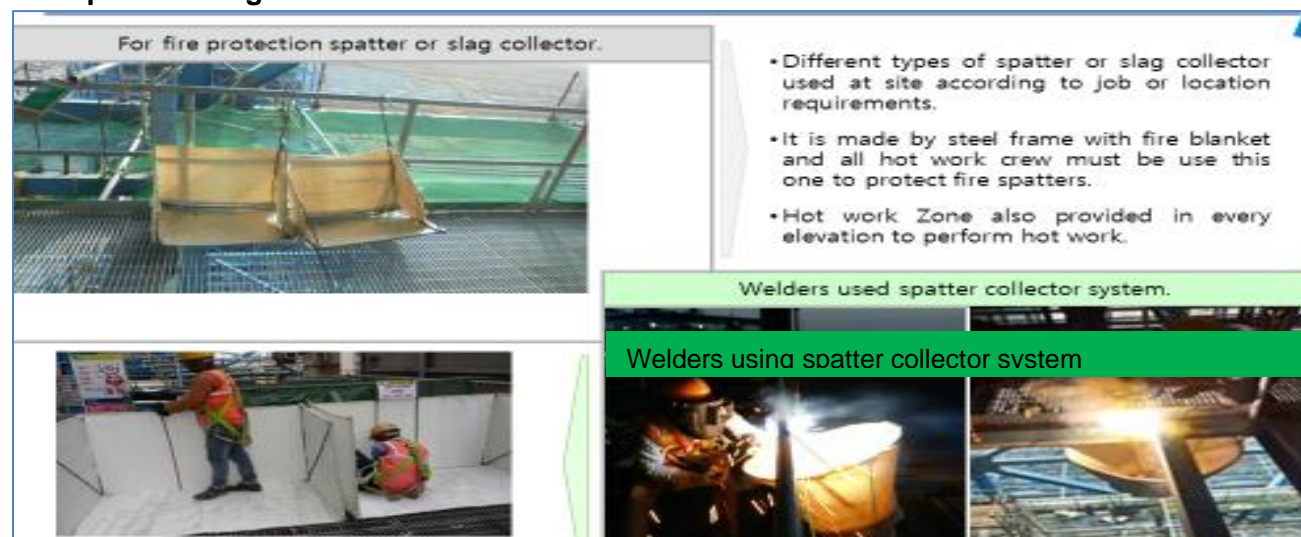 For fire protection spatter or slag collector.
•Different types of spatter or slag collector
used at site according to job or location
requirements.
•It is made by steel frame with fire blanket
and all hot work crew must be use this
one to protect fire spatters.
•Hot work Zone also provided in every
elevation to perform hot work.
Welders used spatter collector system.
Welders using spatter collector system